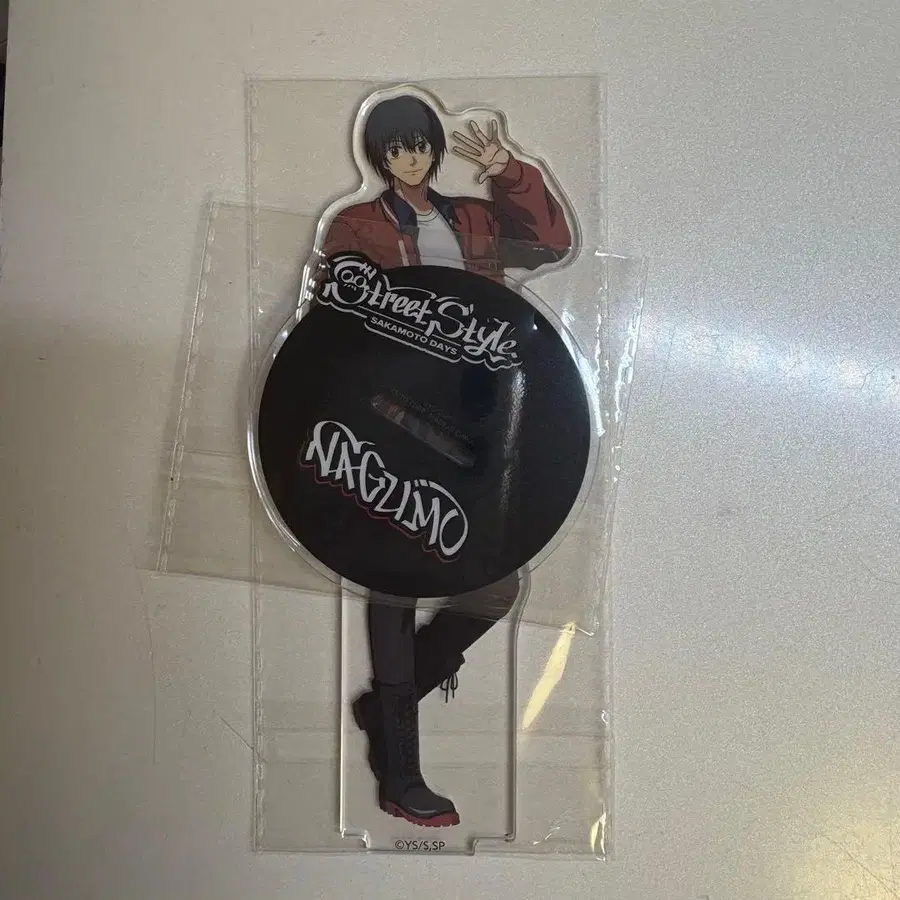 Street Style
SAKAMOTO DAYS
NAGUMO
©YS/S,SP